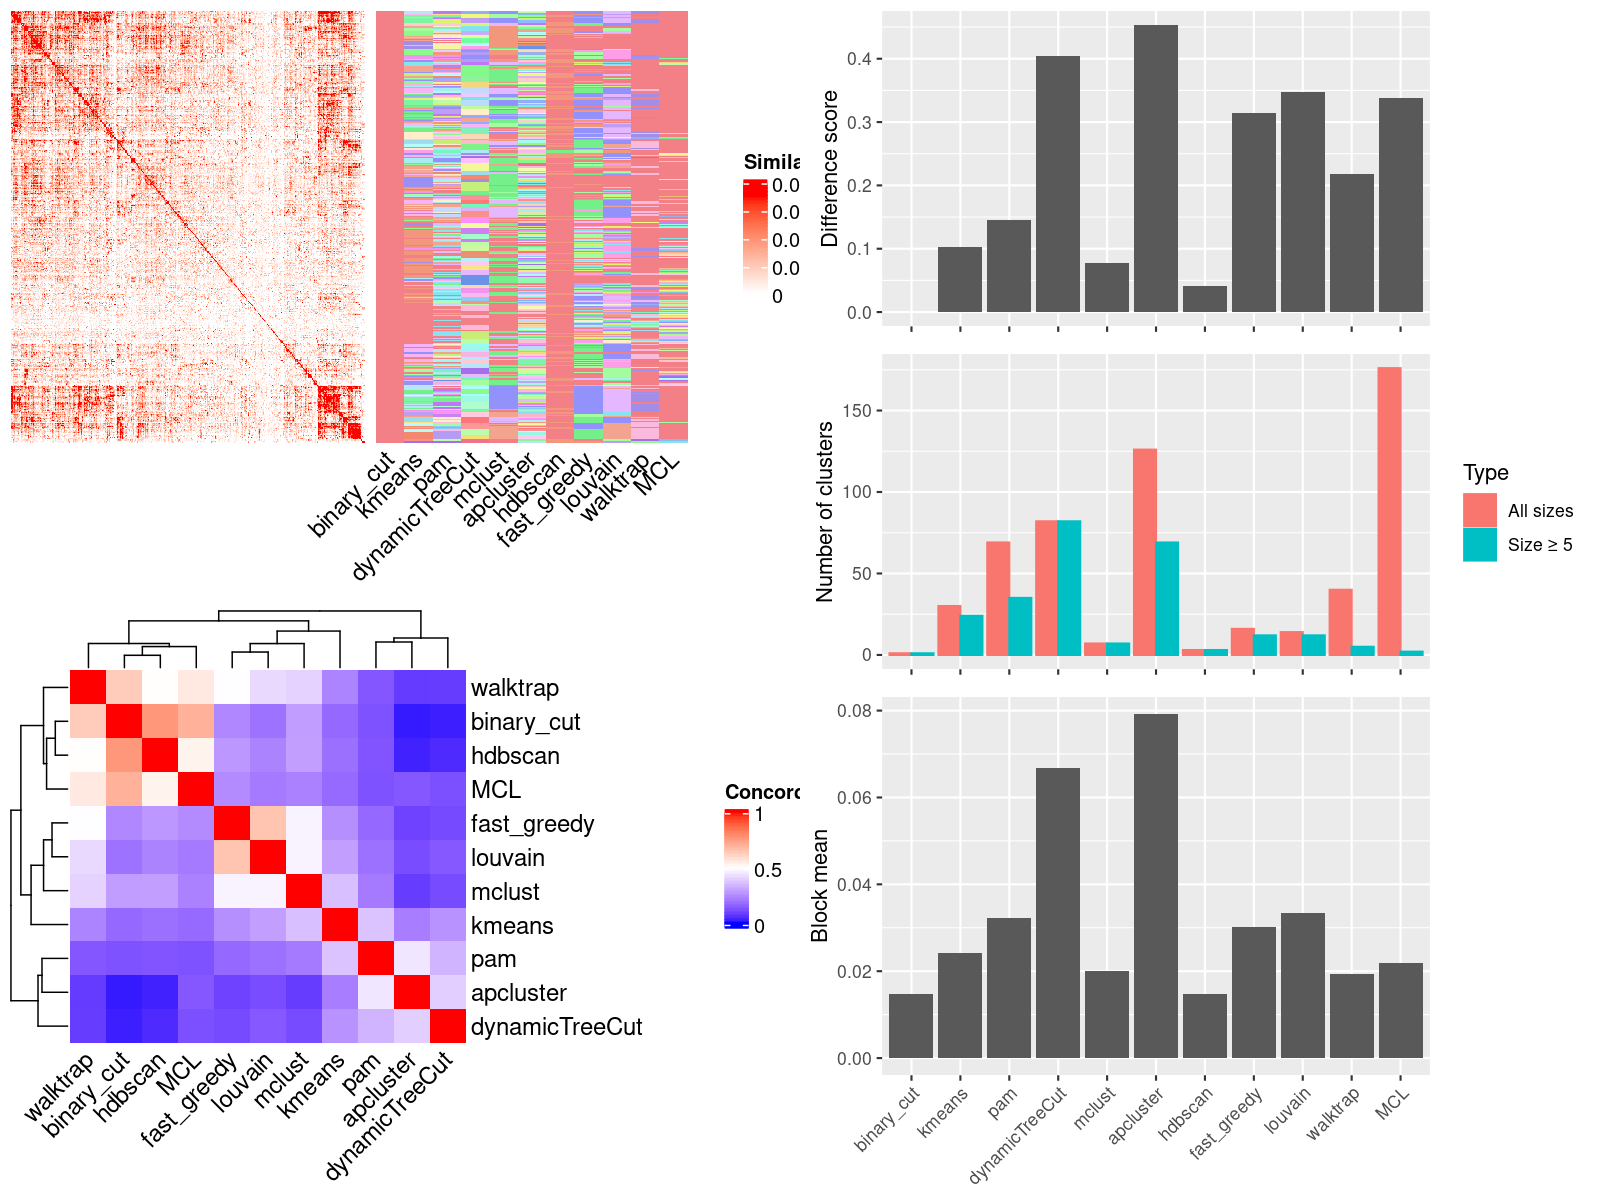 Simila
0.0
0.0
0.0
0.0
0
binary_cut
kmeans
pam
dynamicTreeCut
mclust
apcluster
hdbscan
fast_greedy
louvain
walktrap
MCL
walktrap
binary_cut
hdbscan
MCL
fast_greedy
louvain
mclust
kmeans
pam
apcluster
dynamicTreeCut
walktrap
binary_cut
hdbscan
MCL
fast_greedy
louvain
mclust
kmeans
pam
apcluster
dynamicTreeCut
Concord
1
0.5
0
Difference score
0.4
0.3
0.2
0.1
0.0
Number of clusters
150
100
50
0
Type
All sizes
Size ≥ 5
Block mean
0.08
0.06
0.04
0.02
0.00
binary_cut
kmeans
pam
dynamicTreeCut
mclust
apcluster
hdbscan
fast_greedy
louvain
walktrap
MCL